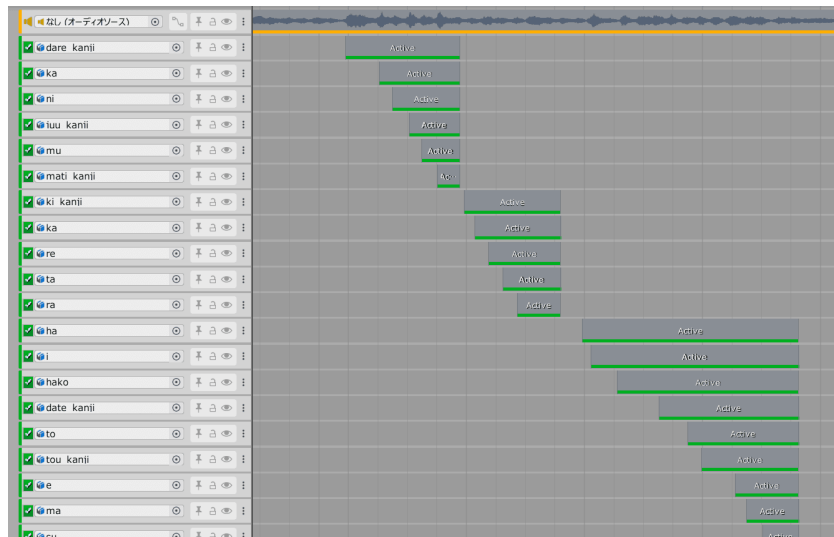 なし (オーディオソース)
dare kanji Active
ka Active
ni Active
iuu kanji Active
mu Active
mati kanji
ki kanji Active
ka Active
re Active
ta Active
ra Active
ha Active
i Active
hako Active
date kanji Active
to Active
tou kanji Active
e Active
ma Active
su Active